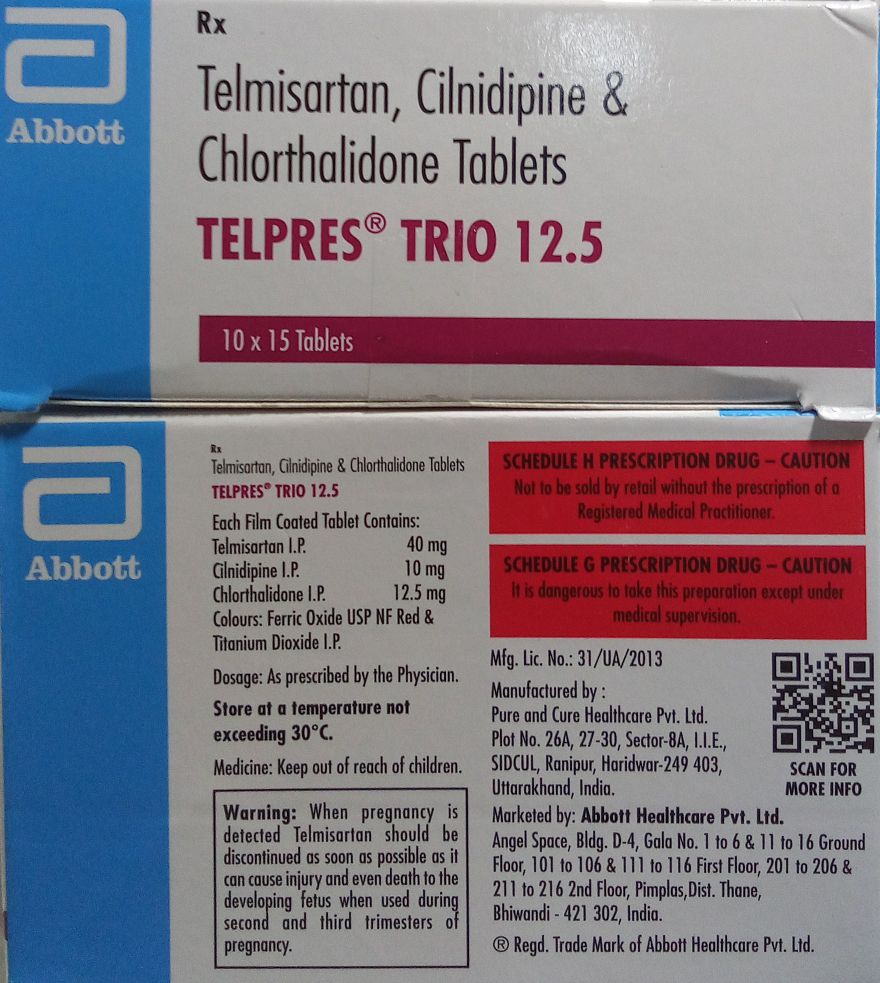 Abbott
Rx
Telmisartan, Cilnidipine &
Chlorthalidone Tablets
TELPRES® TRIO 12.5
10 x 15 Tablets
Abbott
Rx
Telmisartan, Cilnidipine & Chlorthalidone Tablets
TELPRES® TRIO 12.5
Each Film Coated Tablet Contains:
Telmisartan I.P. 40 mg
Cilnidipine I.P. 10 mg
Chlorthalidone I.P. 12.5 mg
Colours: Ferric Oxide USP NF Red &
Titanium Dioxide I.P.
Dosage: As prescribed by the Physician.
Store at a temperature not
exceeding 30°C.
Medicine: Keep out of reach of children.
Warning: When pregnancy is
detected Telmisartan should be
discontinued as soon as possible as it
can cause injury and even death to the
developing fetus when used during
second and third trimesters of
pregnancy.
SCHEDULE H PRESCRIPTION DRUG – CAUTION
Not to be sold by retail without the prescription of a
Registered Medical Practitioner.
SCHEDULE G PRESCRIPTION DRUG – CAUTION
It is dangerous to take this preparation except under
medical supervision.
Mfg. Lic. No.: 31/UA/2013
Manufactured by :
Pure and Cure Healthcare Pvt. Ltd.
Plot No. 26A, 27-30, Sector-8A, I.I.E.,
SIDCUL, Ranipur, Haridwar-249 403,
Uttarakhand, India.
SCAN FOR
MORE INFO
Marketed by: Abbott Healthcare Pvt. Ltd.
Angel Space, Bldg. D-4, Gala No. 1 to 6 & 11 to 16 Ground
Floor, 101 to 106 & 111 to 116 First Floor, 201 to 206 &
211 to 216 2nd Floor, Pimplas,Dist. Thane,
Bhiwandi - 421 302, India.
® Regd. Trade Mark of Abbott Healthcare Pvt. Ltd.